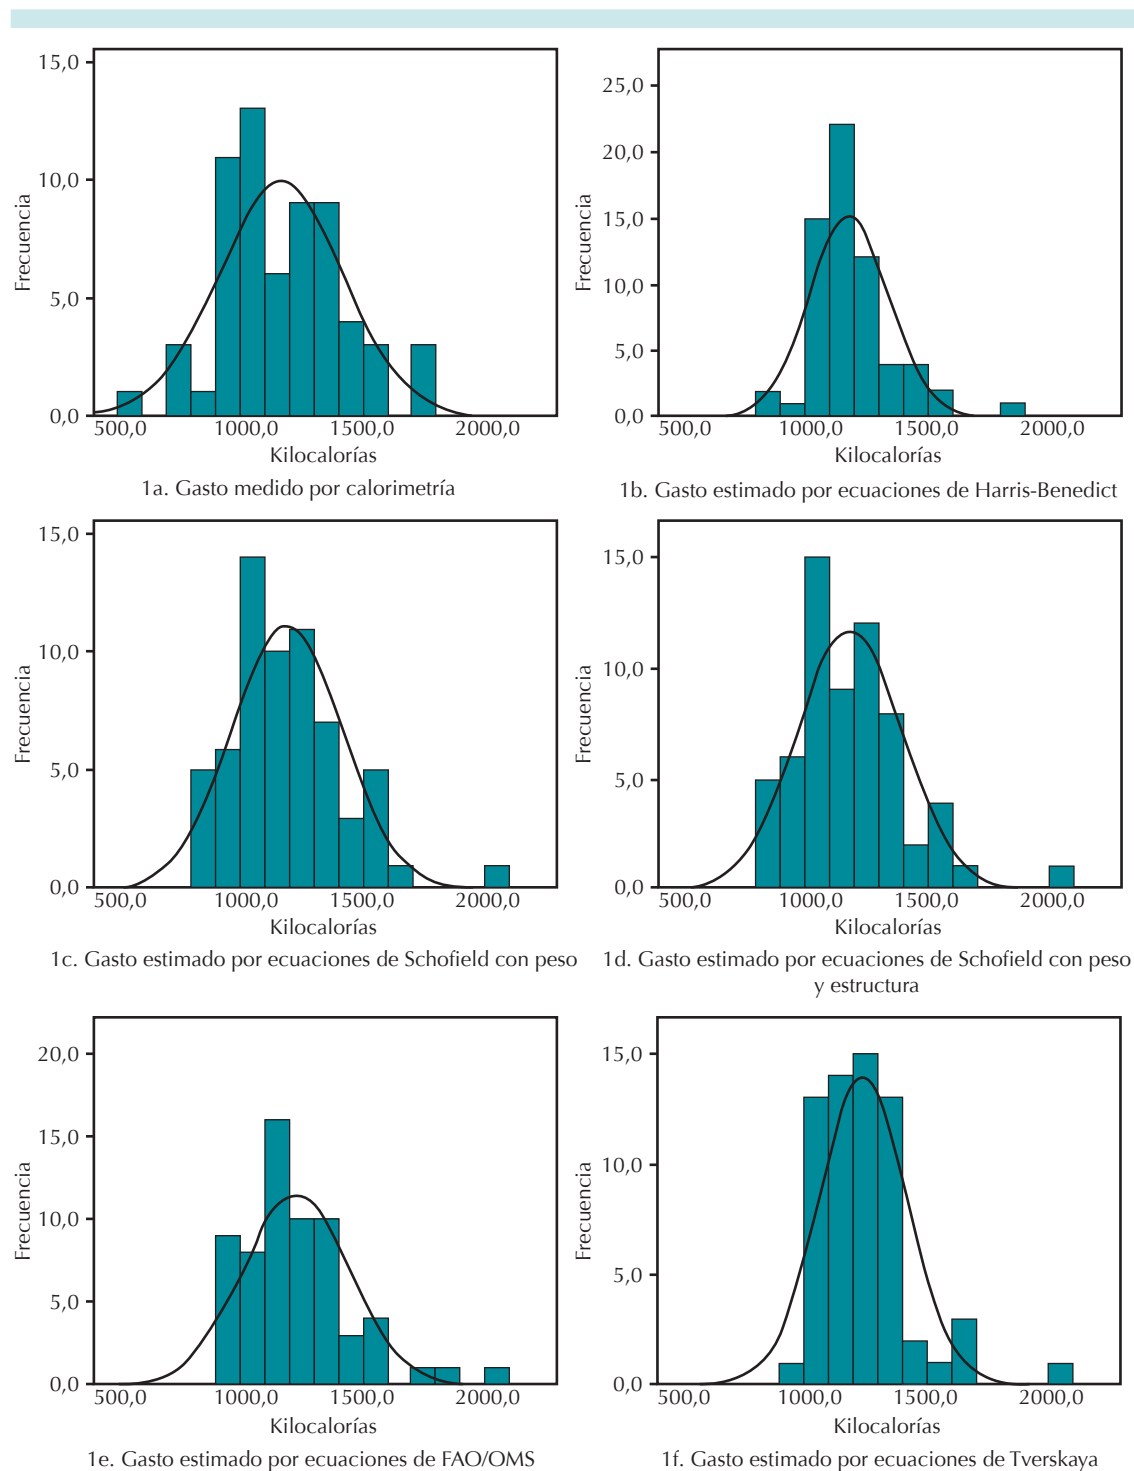 15,0
10,0
5,0
0,0
Frecuencia
500,0 1000,0 1500,0 2000,0
Kilocalorías
1a. Gasto medido por calorimetría
25,0
20,0
15,0
10,0
5,0
0,0
Frecuencia
500,0 1000,0 1500,0 2000,0
Kilocalorías
1b. Gasto estimado por ecuaciones de Harris-Benedict
15,0
10,0
5,0
0,0
Frecuencia
500,0 1000,0 1500,0 2000,0
Kilocalorías
1c. Gasto estimado por ecuaciones de Schofield con peso
15,0
10,0
5,0
0,0
Frecuencia
500,0 1000,0 1500,0 2000,0
Kilocalorías
1d. Gasto estimado por ecuaciones de Schofield con peso
y estructura
20,0
15,0
10,0
5,0
0,0
Frecuencia
500,0 1000,0 1500,0 2000,0
Kilocalorías
1e. Gasto estimado por ecuaciones de FAO/OMS
15,0
10,0
5,0
0,0
Frecuencia
500,0 1000,0 1500,0 2000,0
Kilocalorías
1f. Gasto estimado por ecuaciones de Tverskaya